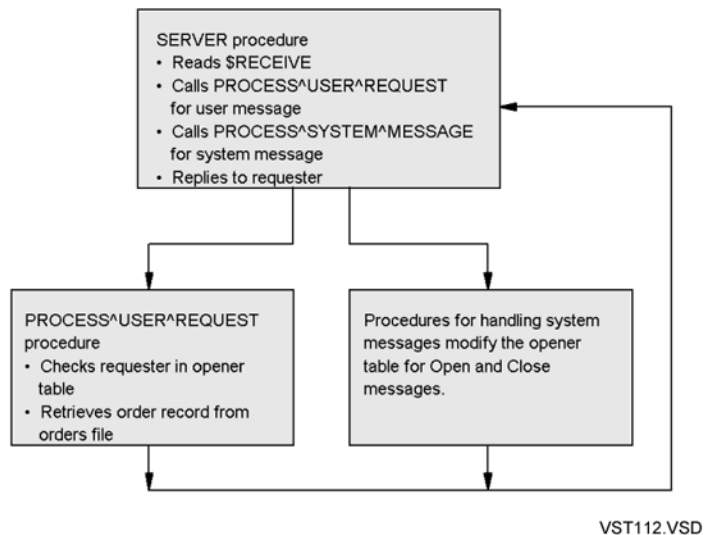 SERVER procedure
• Reads $RECEIVE
• Calls PROCESS^USER^REQUEST
for user message
• Calls PROCESS^SYSTEM^MESSAGE
for system message
• Replies to requester
PROCESS^USER^REQUEST
procedure
• Checks requester in opener
table
• Retrieves order record from
orders file
Procedures for handling system
messages modify the opener
table for Open and Close
messages.
VST112.VSD